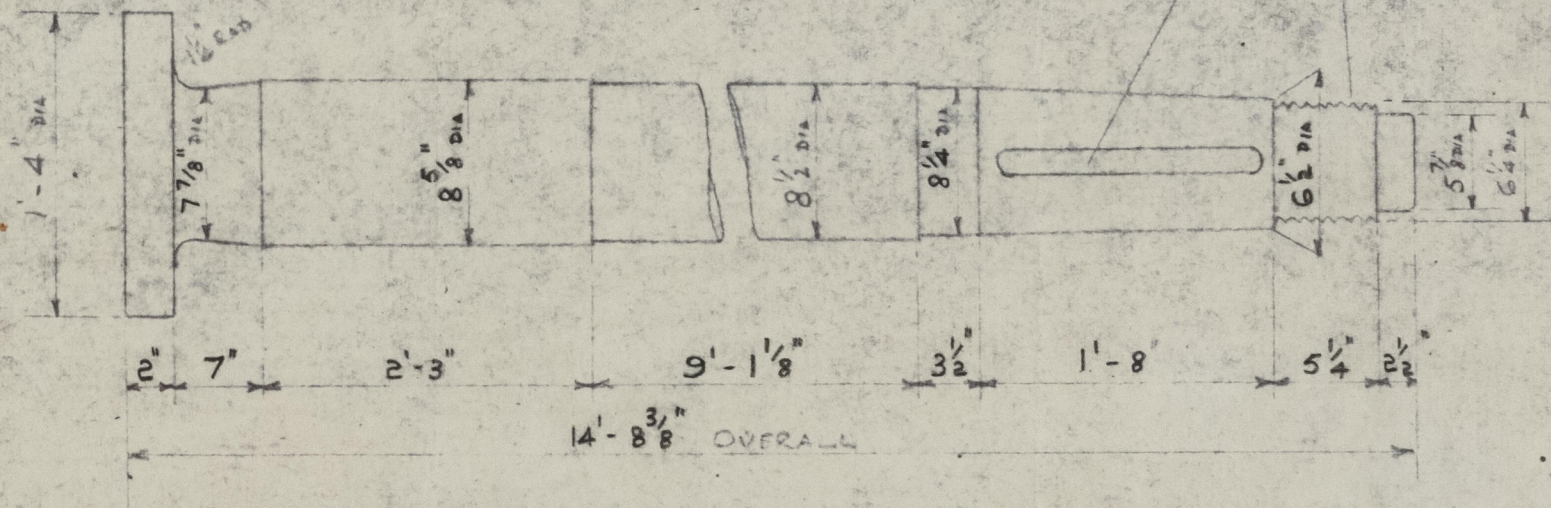 1'-4" DIA
RAD
7 7/8" DIA
8 5/8" DIA
8 1/2" DIA
8 1/4" DIA
6 1/2" DIA
5 7/8" DIA
6 1/4" DIA
2" 7" 2'-3" 9'-1 1/8" 3 1/2" 1'-8" 5 1/4" 2 1/2"
14'-8 3/8" OVERALL